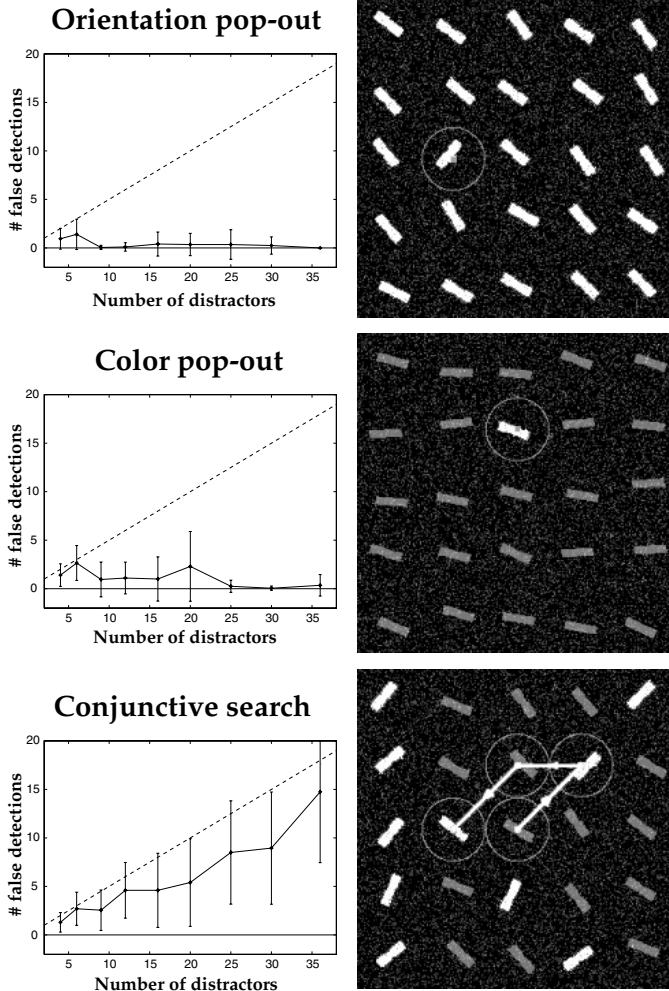 Orientation pop-out
20
15
10
5
0
# false detections
5 10 15 20 25 30 35
Number of distractors
Color pop-out
20
15
10
5
0
# false detections
5 10 15 20 25 30 35
Number of distractors
Conjunctive search
20
15
10
5
0
# false detections
5 10 15 20 25 30 35
Number of distractors